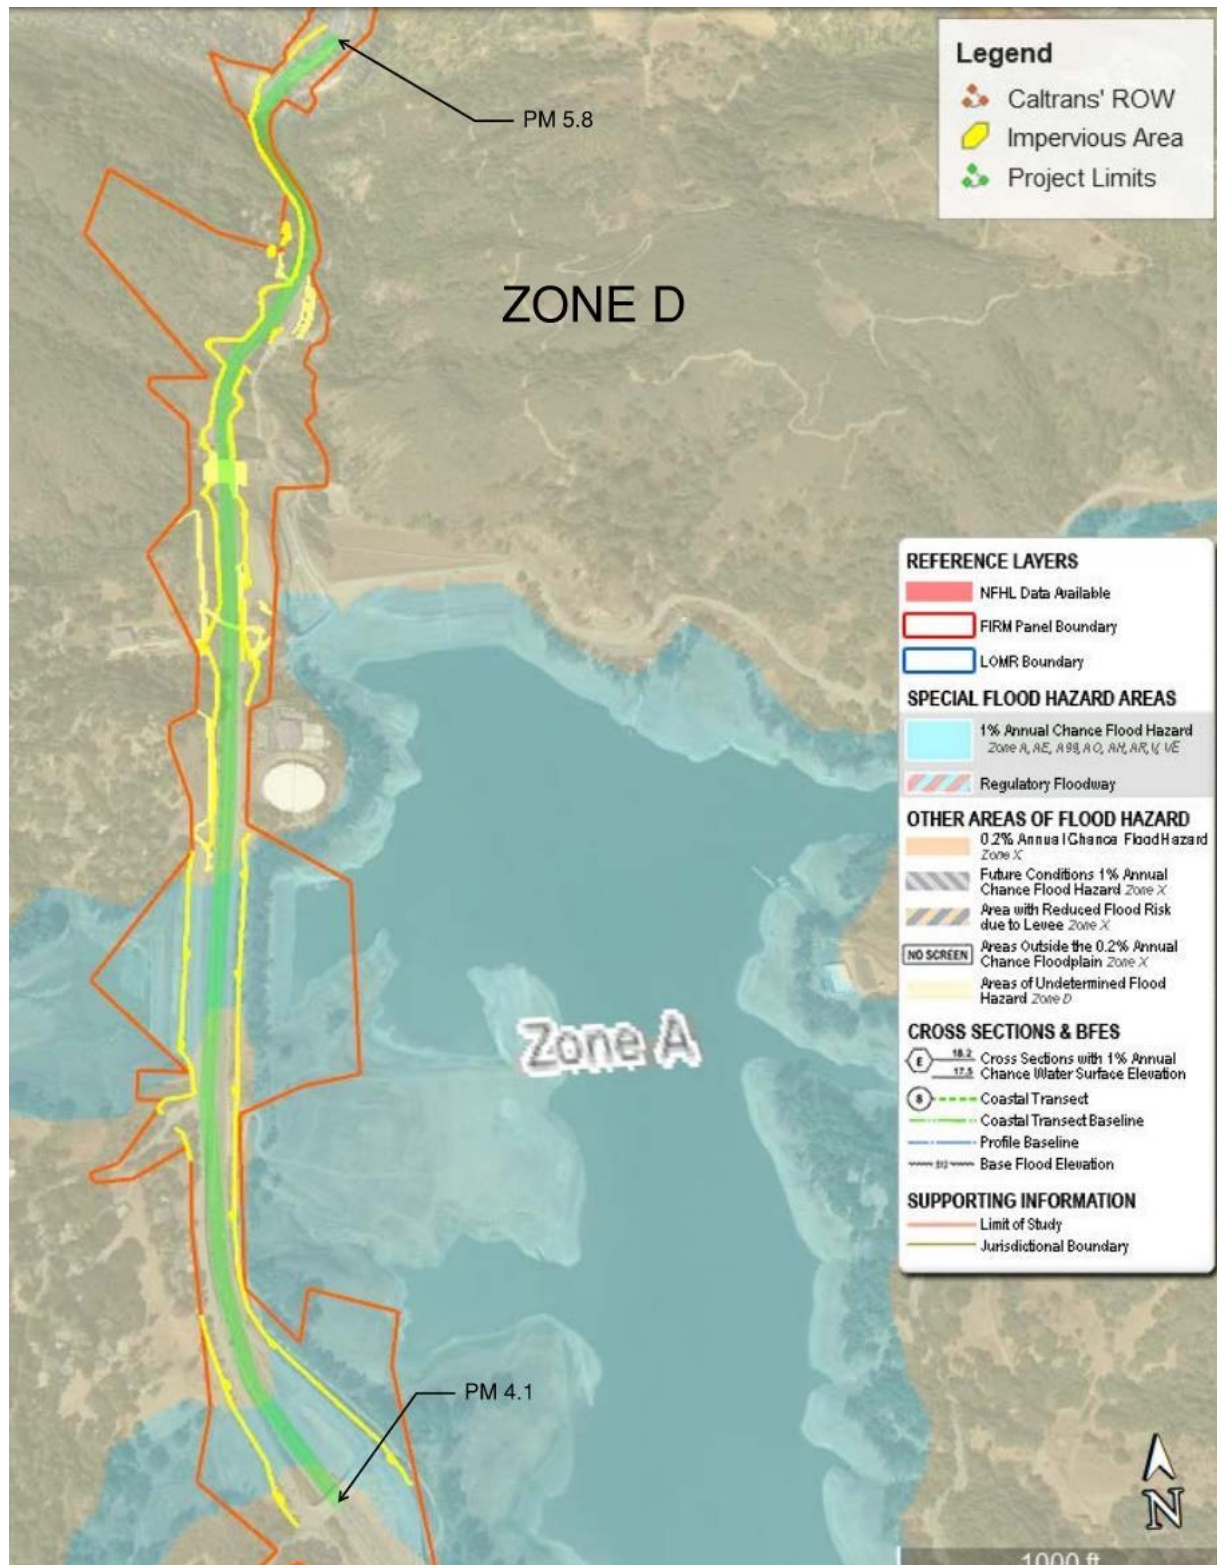 Legend
Caltrans' ROW
Impervious Area
Project Limits
PM 5.8
ZONE D
REFERENCE LAYERS
NFHL Data Available
FIRM Panel Boundary
LOMR Boundary
SPECIAL FLOOD HAZARD AREAS
1% Annual Chance Flood Hazard
Zone A, AE, A99, AO, AH, AR, V, VE
Regulatory Floodway
OTHER AREAS OF FLOOD HAZARD
0.2% Annual Chance Flood Hazard
Zone X
Future Conditions 1% Annual
Chance Flood Hazard Zone X
Area with Reduced Flood Risk
due to Levee Zone X
NO SCREEN
Areas Outside the 0.2% Annual
Chance Floodplain Zone X
Areas of Undetermined Flood
Hazard Zone D
CROSS SECTIONS & BFES
E
18.2
17.5
Cross Sections with 1% Annual
Chance Water Surface Elevation
8
Coastal Transect
Coastal Transect Baseline
Profile Baseline
Base Flood Elevation
SUPPORTING INFORMATION
Limit of Study
Jurisdictional Boundary
Zone A
PM 4.1
N
1000 ft